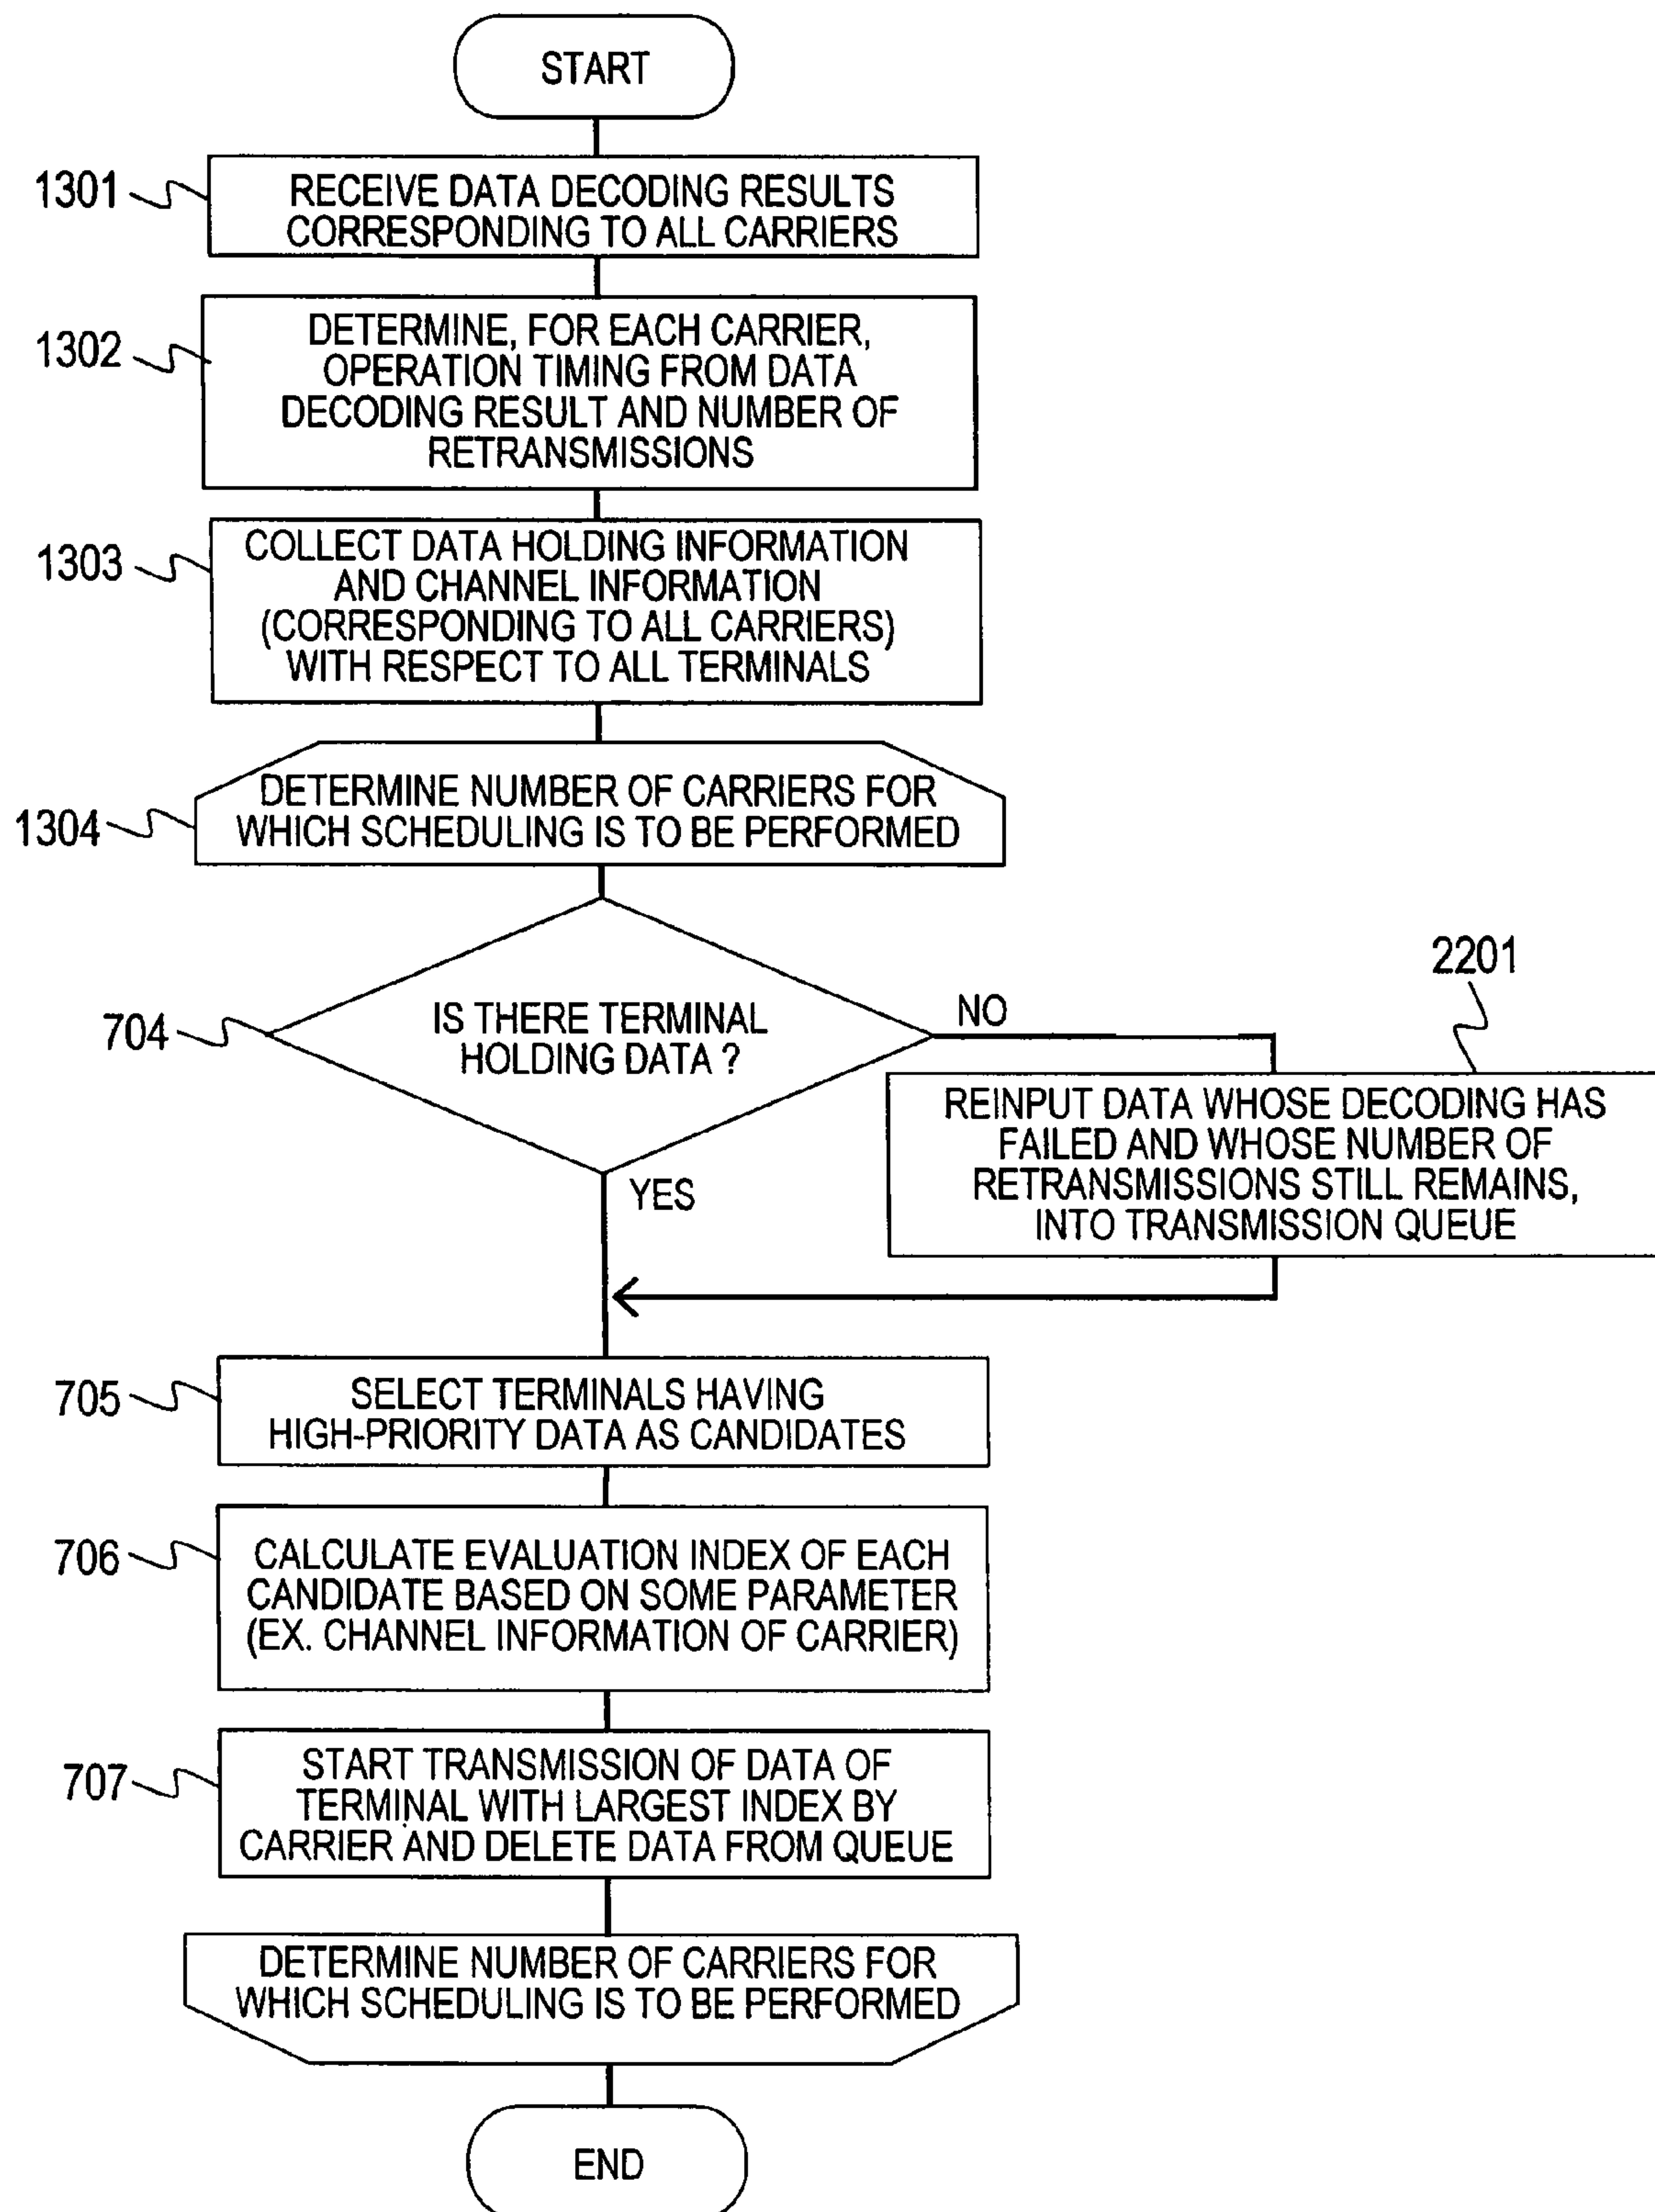 START
1301
RECEIVE DATA DECODING RESULTS
CORRESPONDING TO ALL CARRIERS
1302
DETERMINE, FOR EACH CARRIER,
OPERATION TIMING FROM DATA
DECODING RESULT AND NUMBER OF
RETRANSMISSIONS
1303
COLLECT DATA HOLDING INFORMATION
AND CHANNEL INFORMATION
(CORRESPONDING TO ALL CARRIERS)
WITH RESPECT TO ALL TERMINALS
1304
DETERMINE NUMBER OF CARRIERS FOR
WHICH SCHEDULING IS TO BE PERFORMED
704
IS THERE TERMINAL
HOLDING DATA ?
NO
2201
REINPUT DATA WHOSE DECODING HAS
FAILED AND WHOSE NUMBER OF
RETRANSMISSIONS STILL REMAINS,
INTO TRANSMISSION QUEUE
YES
705
SELECT TERMINALS HAVING
HIGH-PRIORITY DATA AS CANDIDATES
706
CALCULATE EVALUATION INDEX OF EACH
CANDIDATE BASED ON SOME PARAMETER
(EX. CHANNEL INFORMATION OF CARRIER)
707
START TRANSMISSION OF DATA OF
TERMINAL WITH LARGEST INDEX BY
CARRIER AND DELETE DATA FROM QUEUE
DETERMINE NUMBER OF CARRIERS FOR
WHICH SCHEDULING IS TO BE PERFORMED
END